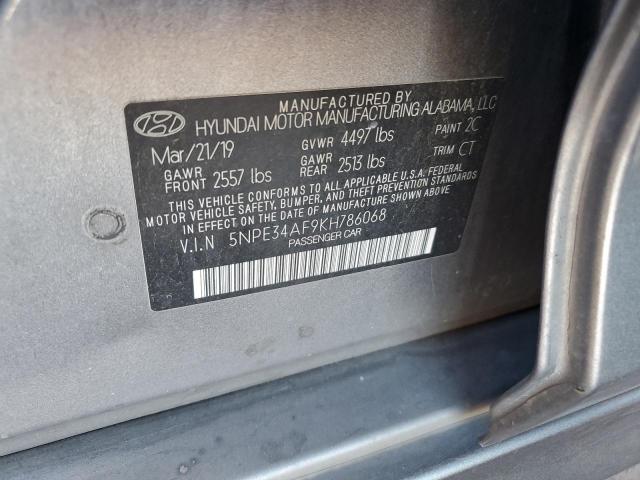 MANUFACTURED BY
HYUNDAI MOTOR MANUFACTURING ALABAMA, LLC
Mar/21/19 GVWR 4497 lbs PAINT 2C
GAWR FRONT 2557 lbs GAWR REAR 2513 lbs TRIM CT
THIS VEHICLE CONFORMS TO ALL APPLICABLE U.S.A. FEDERAL
MOTOR VEHICLE SAFETY, BUMPER, AND THEFT PREVENTION STANDARDS
IN EFFECT ON THE DATE OF MANUFACTURE SHOWN ABOVE.
V.I.N 5NPE34AF9KH786068
PASSENGER CAR